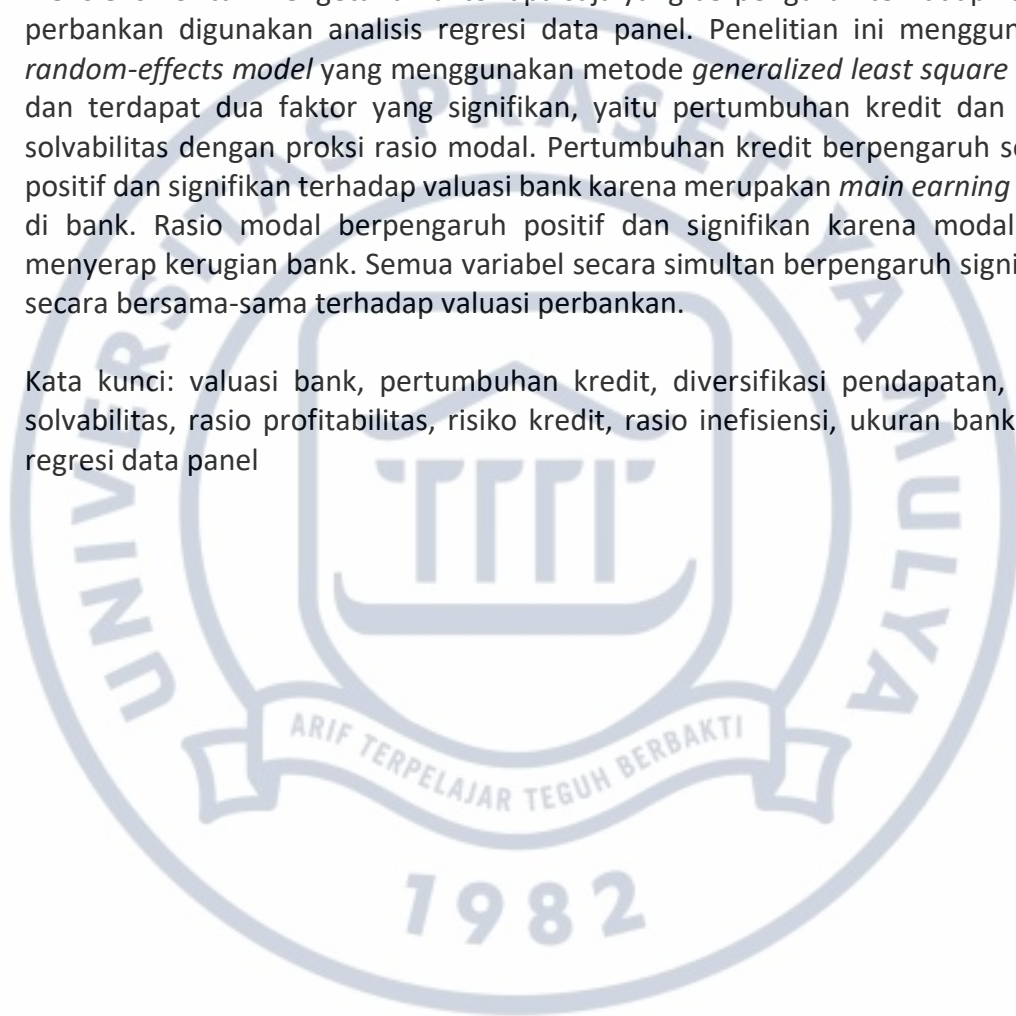 perbankan digunakan analisis regresi data panel. Penelitian ini menggun
random-effects model yang menggunakan metode generalized least square
dan terdapat dua faktor yang signifikan, yaitu pertumbuhan kredit dan
solvabilitas dengan proksi rasio modal. Pertumbuhan kredit berpengaruh se
positif dan signifikan terhadap valuasi bank karena merupakan main earning
di bank. Rasio modal berpengaruh positif dan signifikan karena modal
menyerap kerugian bank. Semua variabel secara simultan berpengaruh signi
secara bersama-sama terhadap valuasi perbankan.
Kata kunci: valuasi bank, pertumbuhan kredit, diversifikasi pendapatan,
solvabilitas, rasio profitabilitas, risiko kredit, rasio inefisiensi, ukuran bank
regresi data panel
UNIVERSITAS PRASETIYA MULYA
ARIF TERPELAJAR TEGUH BERBAKTI
1982